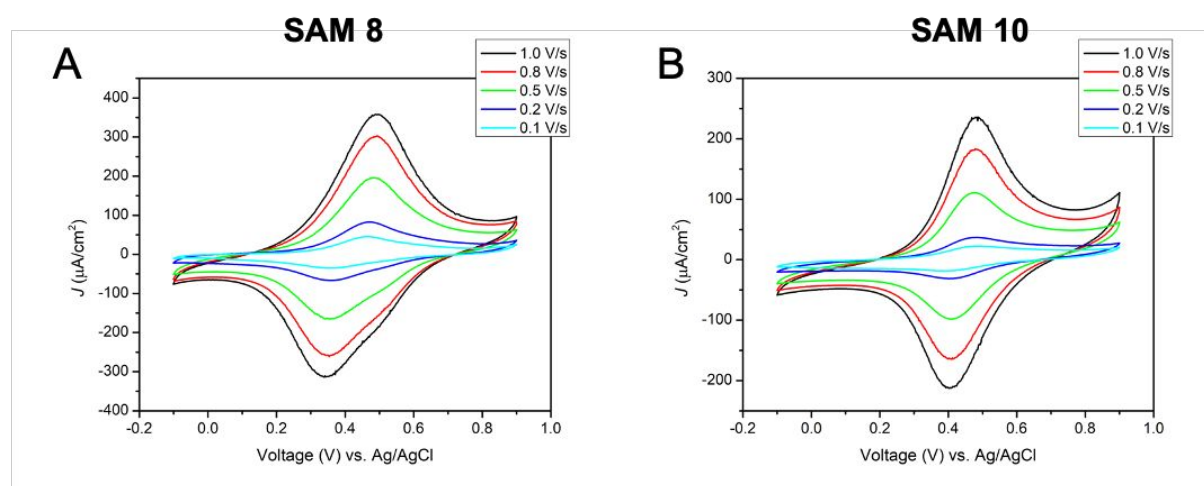 SAM 8
A
1.0 V/s
0.8 V/s
0.5 V/s
0.2 V/s
0.1 V/s
400
300
200
100
0
-100
-200
-300
-400
J (µA/cm²)
-0.2
0.0
0.2
0.4
0.6
0.8
1.0
Voltage (V) vs. Ag/AgCl
SAM 10
B
1.0 V/s
0.8 V/s
0.5 V/s
0.2 V/s
0.1 V/s
300
200
100
0
-100
-200
J (µA/cm²)
-0.2
0.0
0.2
0.4
0.6
0.8
1.0
Voltage (V) vs. Ag/AgCl